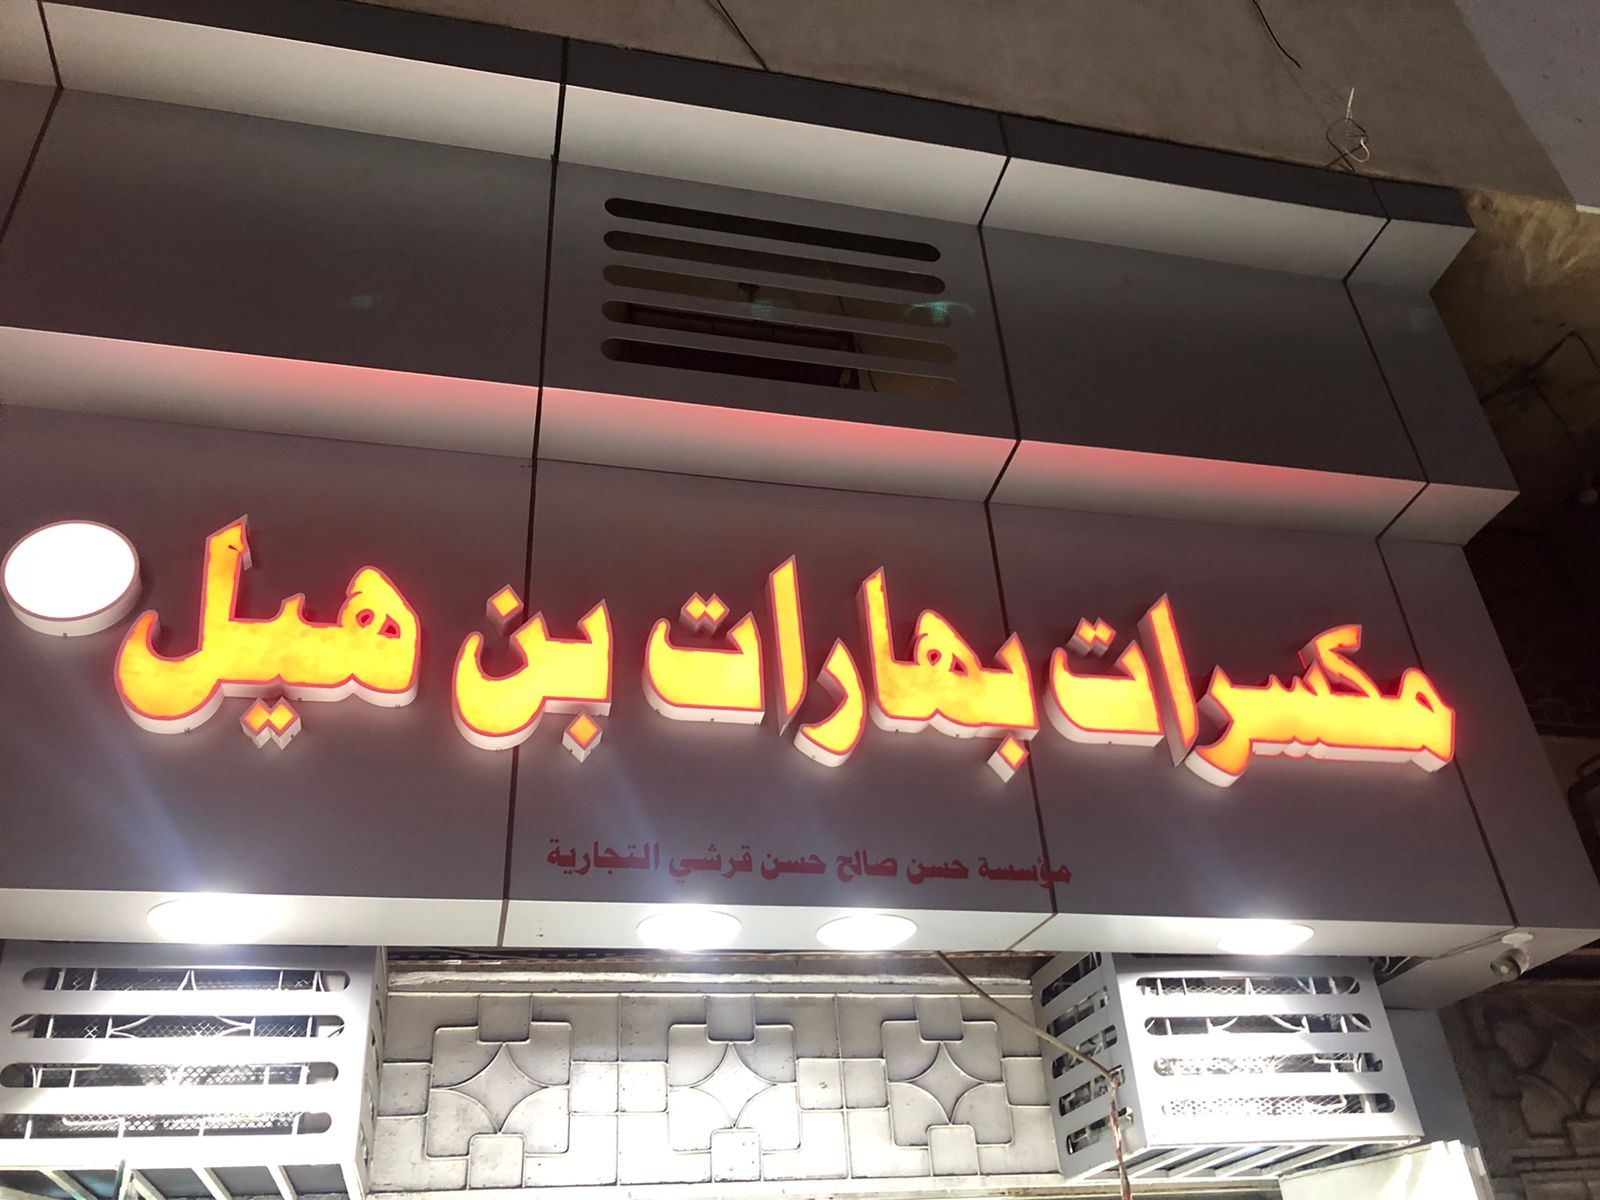 مكسرات بهارات بن هيل
مؤسسة حسن صالح حسن قرشي التجارية